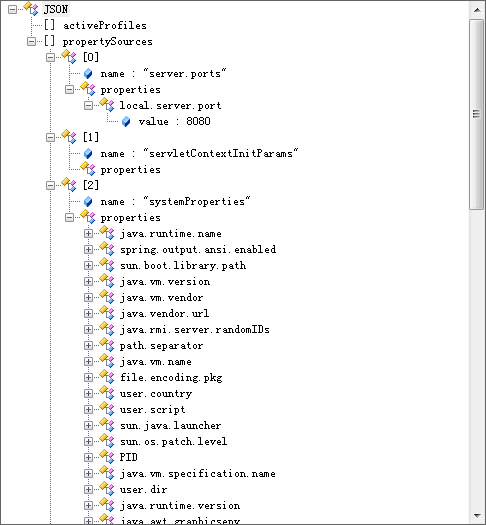 JSON
[] activeProfiles
[] propertySources
[0]
name : "server.ports"
properties
local.server.port
value : 8080
[1]
name : "servletContextInitParams"
properties
[2]
name : "systemProperties"
properties
java.runtime.name
spring.output.ansi.enabled
sun.boot.library.path
java.vm.version
java.vm.vendor
java.vendor.url
java.rmi.server.randomIDs
path.separator
java.vm.name
file.encoding.pkg
user.country
user.script
sun.java.launcher
sun.os.patch.level
PID
java.vm.specification.name
user.dir
java.runtime.version
java.awt.graphicsenv